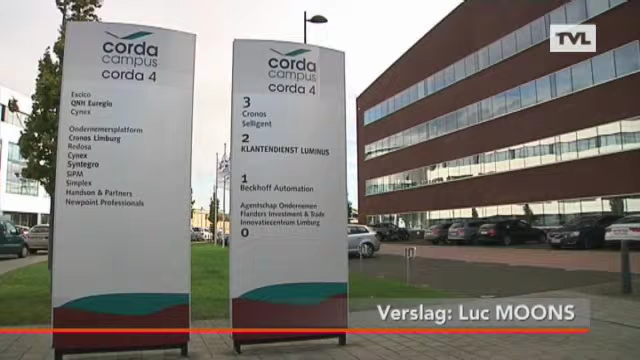 corda
campus
corda 4
Exsico
QNH Euregio
Cynex
Ondernemersplatform
Cronos Limburg
Redosa
Cynex
Syntegro
SiPM
Simplex
Handson & Partners
Newpoint Professionals
corda
campus
corda 4
3
Cronos
Selligent
2
KLANTENDIENST LUMINUS
1
Beckhoff Automation
Agentschap Ondernemen
Flanders Investment & Trade
Innovatiecentrum Limburg
0
TVL
Verslag: Luc MOONS